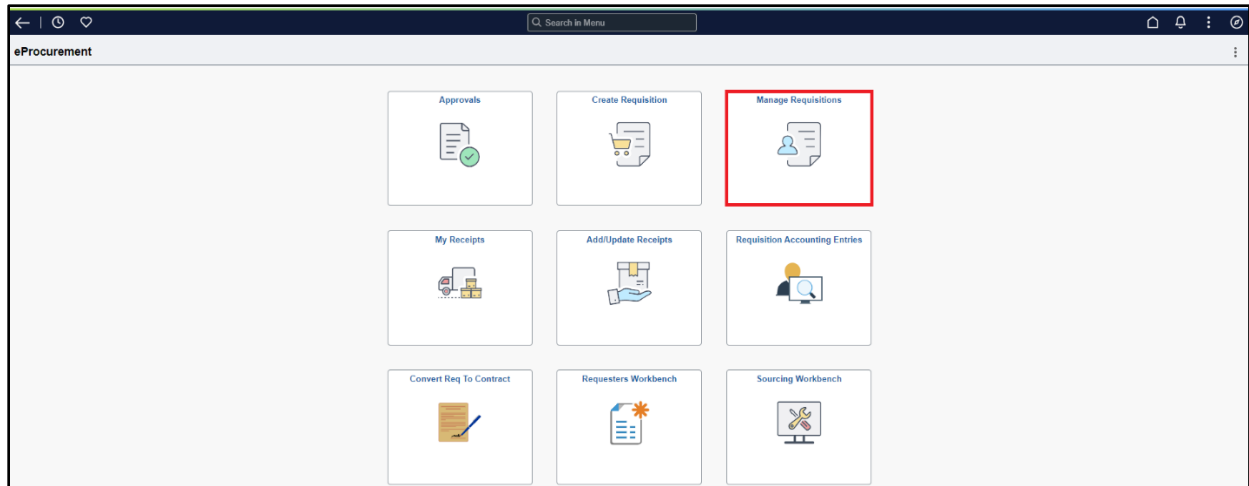 Search in Menu
eProcurement
Approvals
Create Requisition
Manage Requisitions
My Receipts
Add/Update Receipts
Requisition Accounting Entries
Convert Req To Contract
Requesters Workbench
Sourcing Workbench